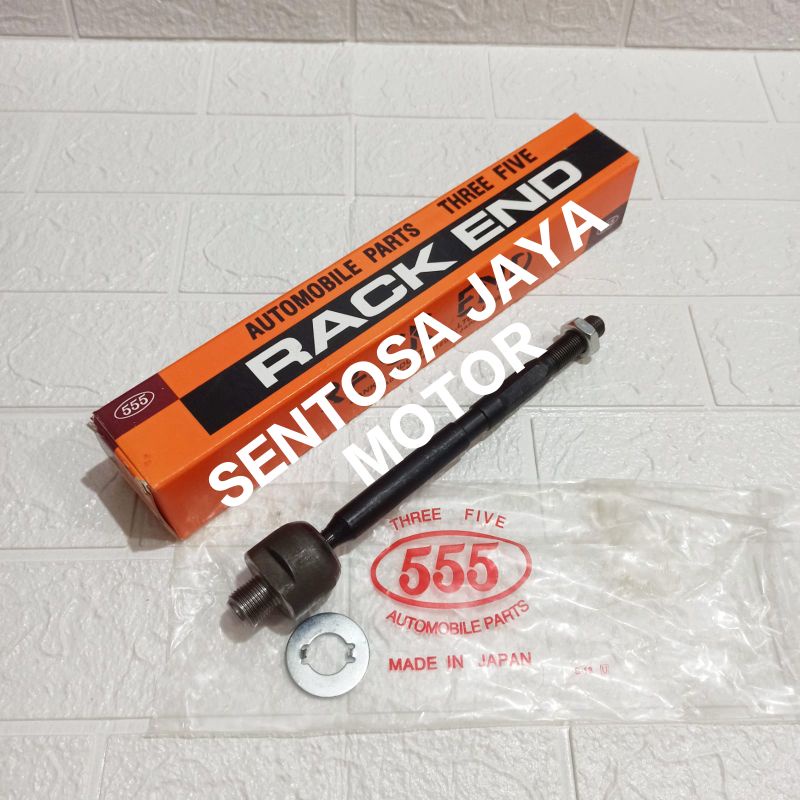 AUTOMOBILE PARTS THREE FIVE
RACK END
555
SENTOSA JAYA
MOTOR
THREE FIVE
555
AUTOMOBILE PARTS
MADE IN JAPAN